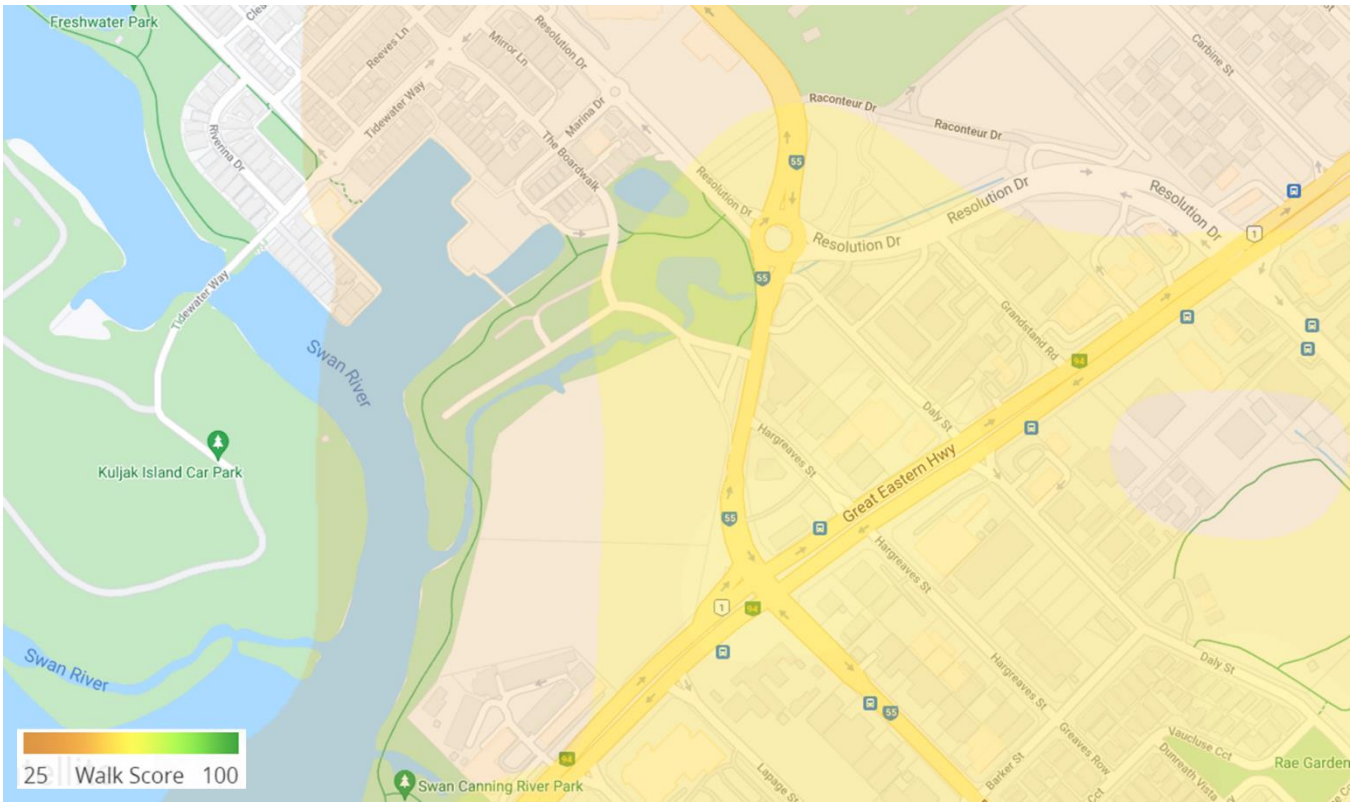 Freshwater Park
Reeves Ln
Mirror Ln
Resolution Dr
Carbine St
Tidewater Way
Marina Dr
Raconteur Dr
Raconteur Dr
Riverina Dr
The Boardwalk
55
Resolution Dr
Resolution Dr
Resolution Dr
Resolution Dr
1
55
Tidewater Way
Grandstand Rd
Swan River
94
Daly St
Kuljak Island Car Park
Hargreaves St
Great Eastern Hwy
55
Hargreaves St
1
94
Swan River
Hargreaves St
Daly St
55
Greaves Row
Vaucluse Cct
Dunreath Vista
Rae Garden
94
Barker St
Cct
Lapage St
Swan Canning River Park
25 Walk Score 100